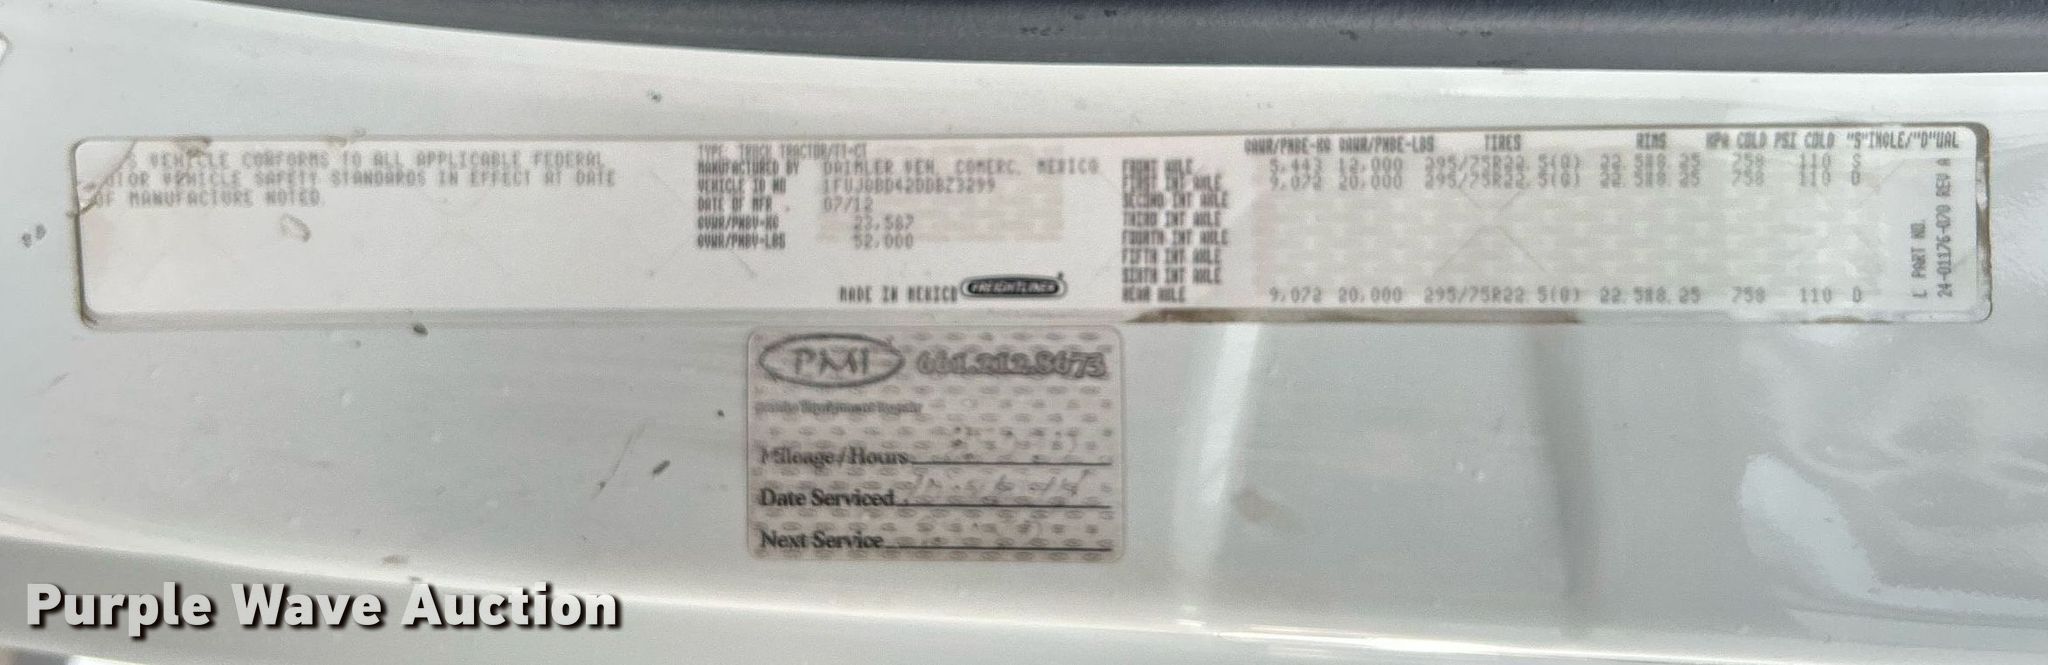 S VEHICLE CONFORMS TO ALL APPLICABLE FEDERAL
VEHICLE SAFETY STANDARDS IN EFFECT AT DATE
OF MANUFACTURE NOTED.
TYPE TRUCK TRACTOR/TT-CT
MANUFACTURED BY DAIMLER VEH. COMERC. MEXICO
VEHICLE ID NO
DATE OF MFR. 07/12
GVWR/PNBV-KG 23,587
GVWR/PNBV-LBS 52,000
MADE IN MEXICO FREIGHTLINER
GAWR/PNBE-KG GAWR/PNBE-LBS TIRES RIMS KPA COLD PSI COLD "S"INGLE/"D"UAL
FRONT AXLE 5,443 12,000 295/75R22.5(G) 22.5X8.25 758 110 S
FIRST INT AXLE 9,072 20,000 295/75R22.5(G) 22.5X8.25 758 110 D
SECOND INT AXLE
THIRD INT AXLE
FOURTH INT AXLE
FIFTH INT AXLE
SIXTH INT AXLE
REAR AXLE 9,072 20,000 295/75R22.5(G) 22.5X8.25 758 110 D
L PART NO.
24-01176-070 REV A
PMI 661.212.8673
Equipment Repair
Mileage/Hours
Date Serviced
Next Service
Purple Wave Auction